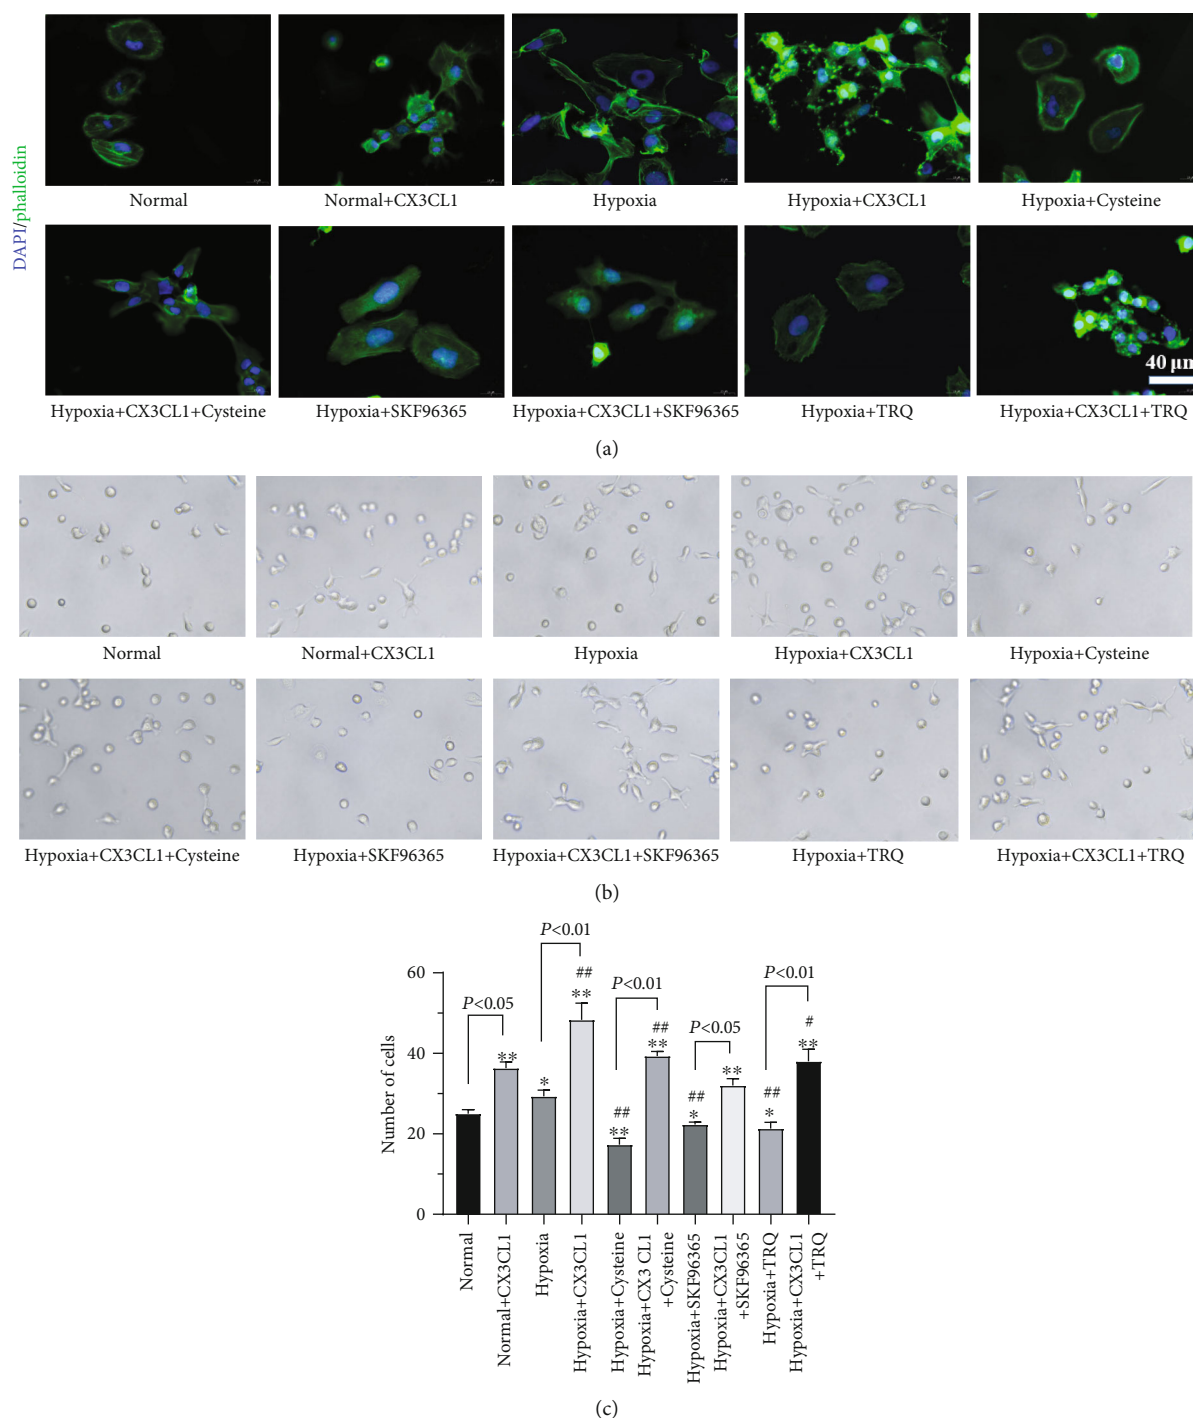 DAPI/phalloidin
Normal
Normal+CX3CL1
Hypoxia
Hypoxia+CX3CL1
Hypoxia+Cysteine
40 μm
Hypoxia+CX3CL1+Cysteine
Hypoxia+SKF96365
Hypoxia+CX3CL1+SKF96365
Hypoxia+TRQ
Hypoxia+CX3CL1+TRQ
(a)
Normal
Normal+CX3CL1
Hypoxia
Hypoxia+CX3CL1
Hypoxia+Cysteine
Hypoxia+CX3CL1+Cysteine
Hypoxia+SKF96365
Hypoxia+CX3CL1+SKF96365
Hypoxia+TRQ
Hypoxia+CX3CL1+TRQ
(b)
Number of cells
60
40
20
0
P<0.05
P<0.01
P<0.01
P<0.05
P<0.01
**
*
##
**
##
**
##
**
##
*
**
##
*
#
**
Normal
Normal+CX3CL1
Hypoxia
Hypoxia+CX3CL1
Hypoxia+Cysteine
Hypoxia+CX3 CL1
+Cysteine
Hypoxia+SKF96365
Hypoxia+CX3CL1
+SKF96365
Hypoxia+TRQ
Hypoxia+CX3CL1
+TRQ
(c)